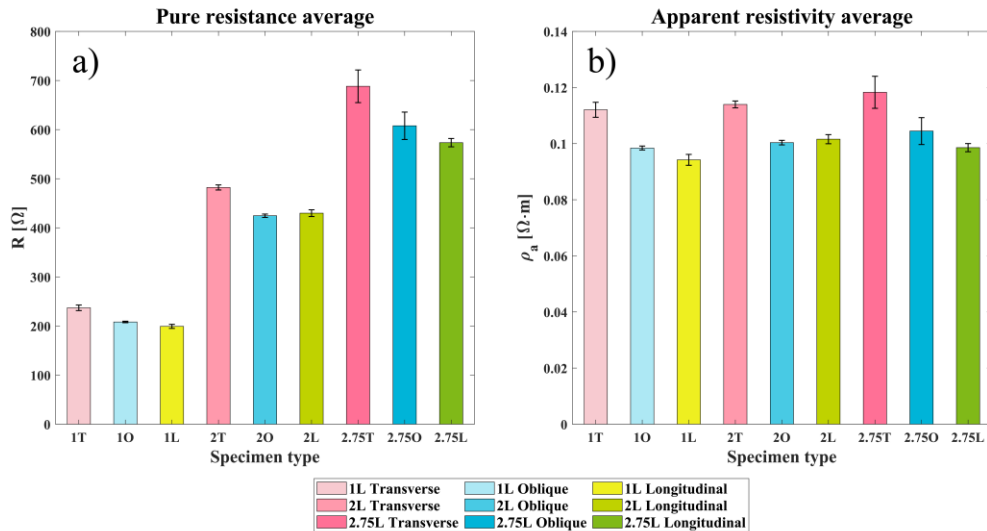 Pure resistance average
a)
800
700
600
500
400
300
200
100
0
R [Ω]
1T 1O 1L 2T 2O 2L 2.75T 2.75O 2.75L
Specimen type
Apparent resistivity average
b)
0.14
0.12
0.1
0.08
0.06
0.04
0.02
0
ρa [Ω·m]
1T 1O 1L 2T 2O 2L 2.75T 2.75O 2.75L
Specimen type
1L Transverse 1L Oblique 1L Longitudinal
2L Transverse 2L Oblique 2L Longitudinal
2.75L Transverse 2.75L Oblique 2.75L Longitudinal